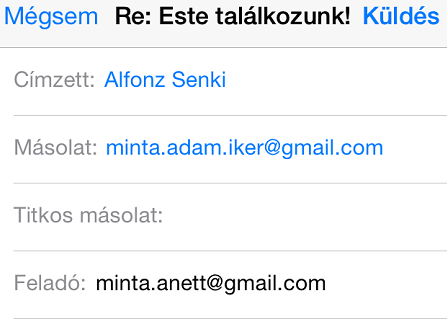 Mégsem Re: Este találkozunk! Küldés
Címzett: Alfonz Senki
Másolat: minta.adam.iker@gmail.com
Titkos másolat:
Feladó: minta.anett@gmail.com